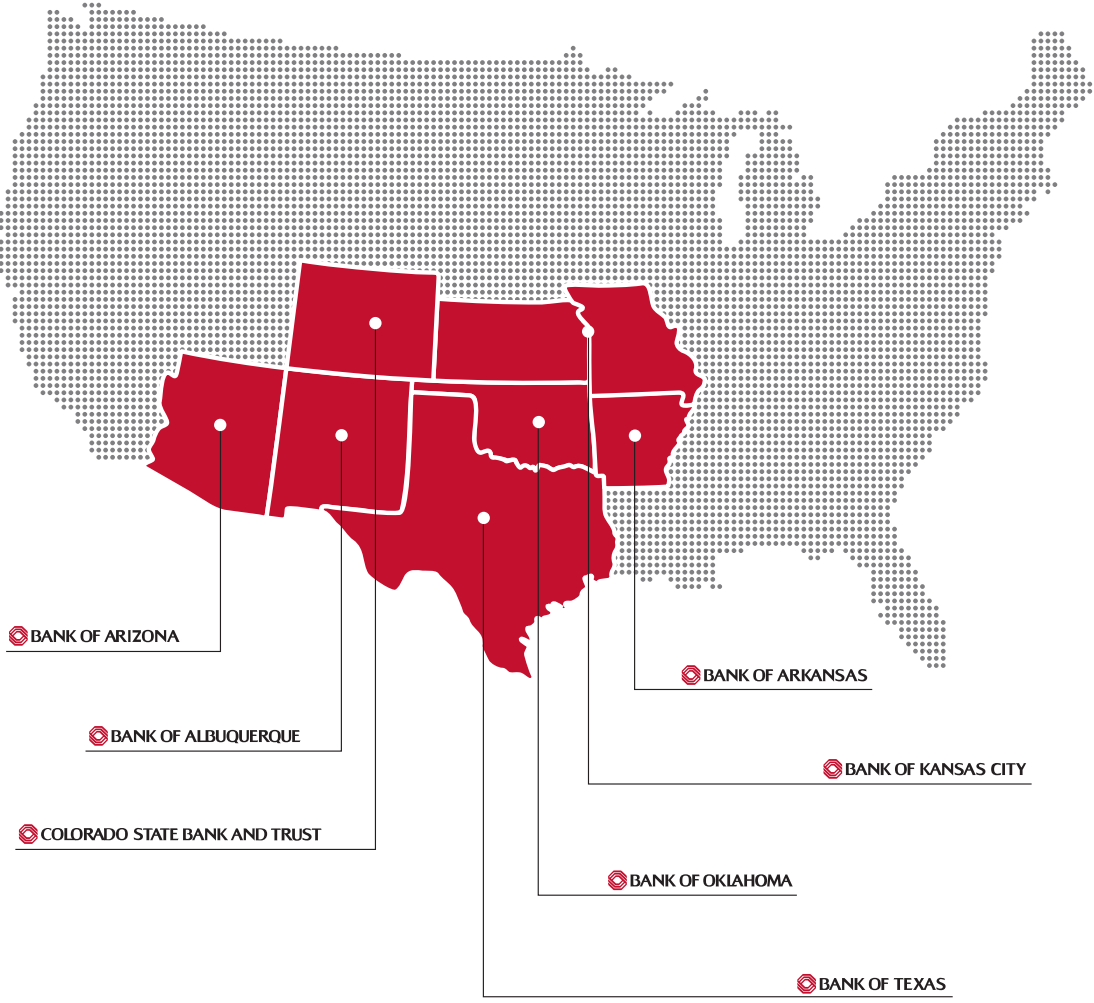 BANK OF ARIZONA
BANK OF ARKANSAS
BANK OF ALBUQUERQUE
BANK OF KANSAS CITY
COLORADO STATE BANK AND TRUST
BANK OF OKLAHOMA
BANK OF TEXAS